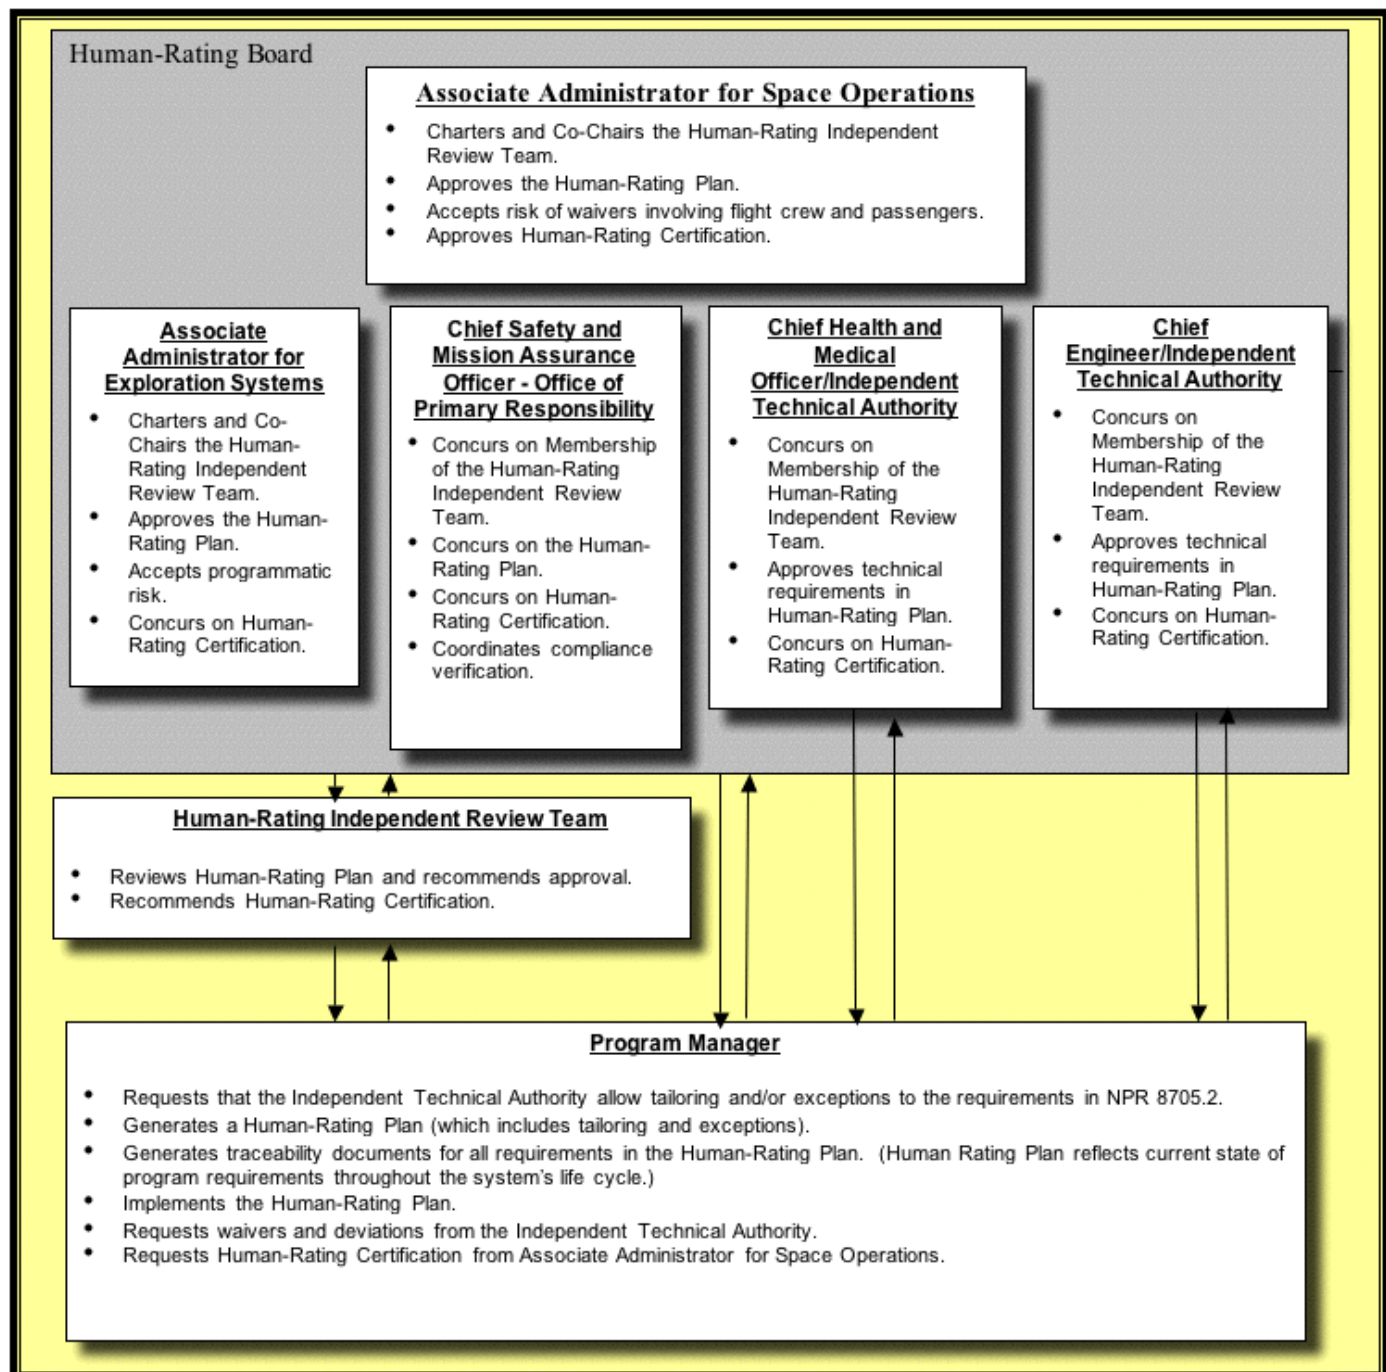 Human-Rating Board
Associate Administrator for Space Operations
• Charters and Co-Chairs the Human-Rating Independent
Review Team.
• Approves the Human-Rating Plan.
• Accepts risk of waivers involving flight crew and passengers.
• Approves Human-Rating Certification.
Associate
Administrator for
Exploration Systems
• Charters and Co-
Chairs the Human-
Rating Independent
Review Team.
• Approves the Human-
Rating Plan.
• Accepts programmatic
risk.
• Concurs on Human-
Rating Certification.
Chief Safety and
Mission Assurance
Officer - Office of
Primary Responsibility
• Concurs on Membership
of the Human-Rating
Independent Review
Team.
• Concurs on the Human-
Rating Plan.
• Concurs on Human-
Rating Certification.
• Coordinates compliance
verification.
Chief Health and
Medical
Officer/Independent
Technical Authority
• Concurs on
Membership of the
Human-Rating
Independent Review
Team.
• Approves technical
requirements in
Human-Rating Plan.
• Concurs on Human-
Rating Certification.
Chief
Engineer/Independent
Technical Authority
• Concurs on
Membership of the
Human-Rating
Independent Review
Team.
• Approves technical
requirements in
Human-Rating Plan.
• Concurs on Human-
Rating Certification.
Human-Rating Independent Review Team
• Reviews Human-Rating Plan and recommends approval.
• Recommends Human-Rating Certification.
Program Manager
• Requests that the Independent Technical Authority allow tailoring and/or exceptions to the requirements in NPR 8705.2.
• Generates a Human-Rating Plan (which includes tailoring and exceptions).
• Generates traceability documents for all requirements in the Human-Rating Plan. (Human Rating Plan reflects current state of
program requirements throughout the system's life cycle.)
• Implements the Human-Rating Plan.
• Requests waivers and deviations from the Independent Technical Authority.
• Requests Human-Rating Certification from Associate Administrator for Space Operations.